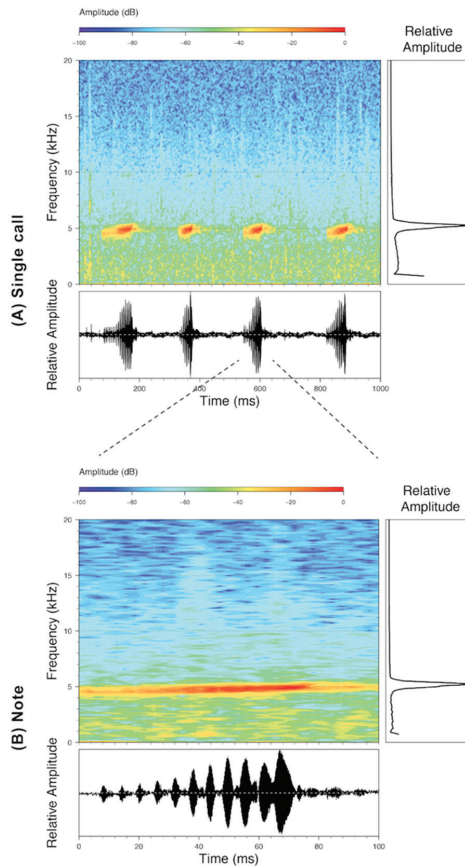 Amplitude (dB)
−100 −80 −60 −40 −20 0
Relative
Amplitude
(A) Single call
Frequency (kHz)
20
15
10
5
0
Relative Amplitude
0 200 400 600 800 1000
Time (ms)
Amplitude (dB)
−100 −80 −60 −40 −20 0
Relative
Amplitude
(B) Note
Frequency (kHz)
20
15
10
5
0
Relative Amplitude
0 20 40 60 80 100
Time (ms)